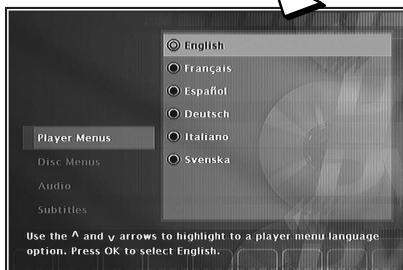 English
Français
Español
Deutsch
Player Menus
Italiano
Disc Menus
Svenska
Audio
Subtitles
Use the ^ and v arrows to highlight to a player menu language
option. Press OK to select English.